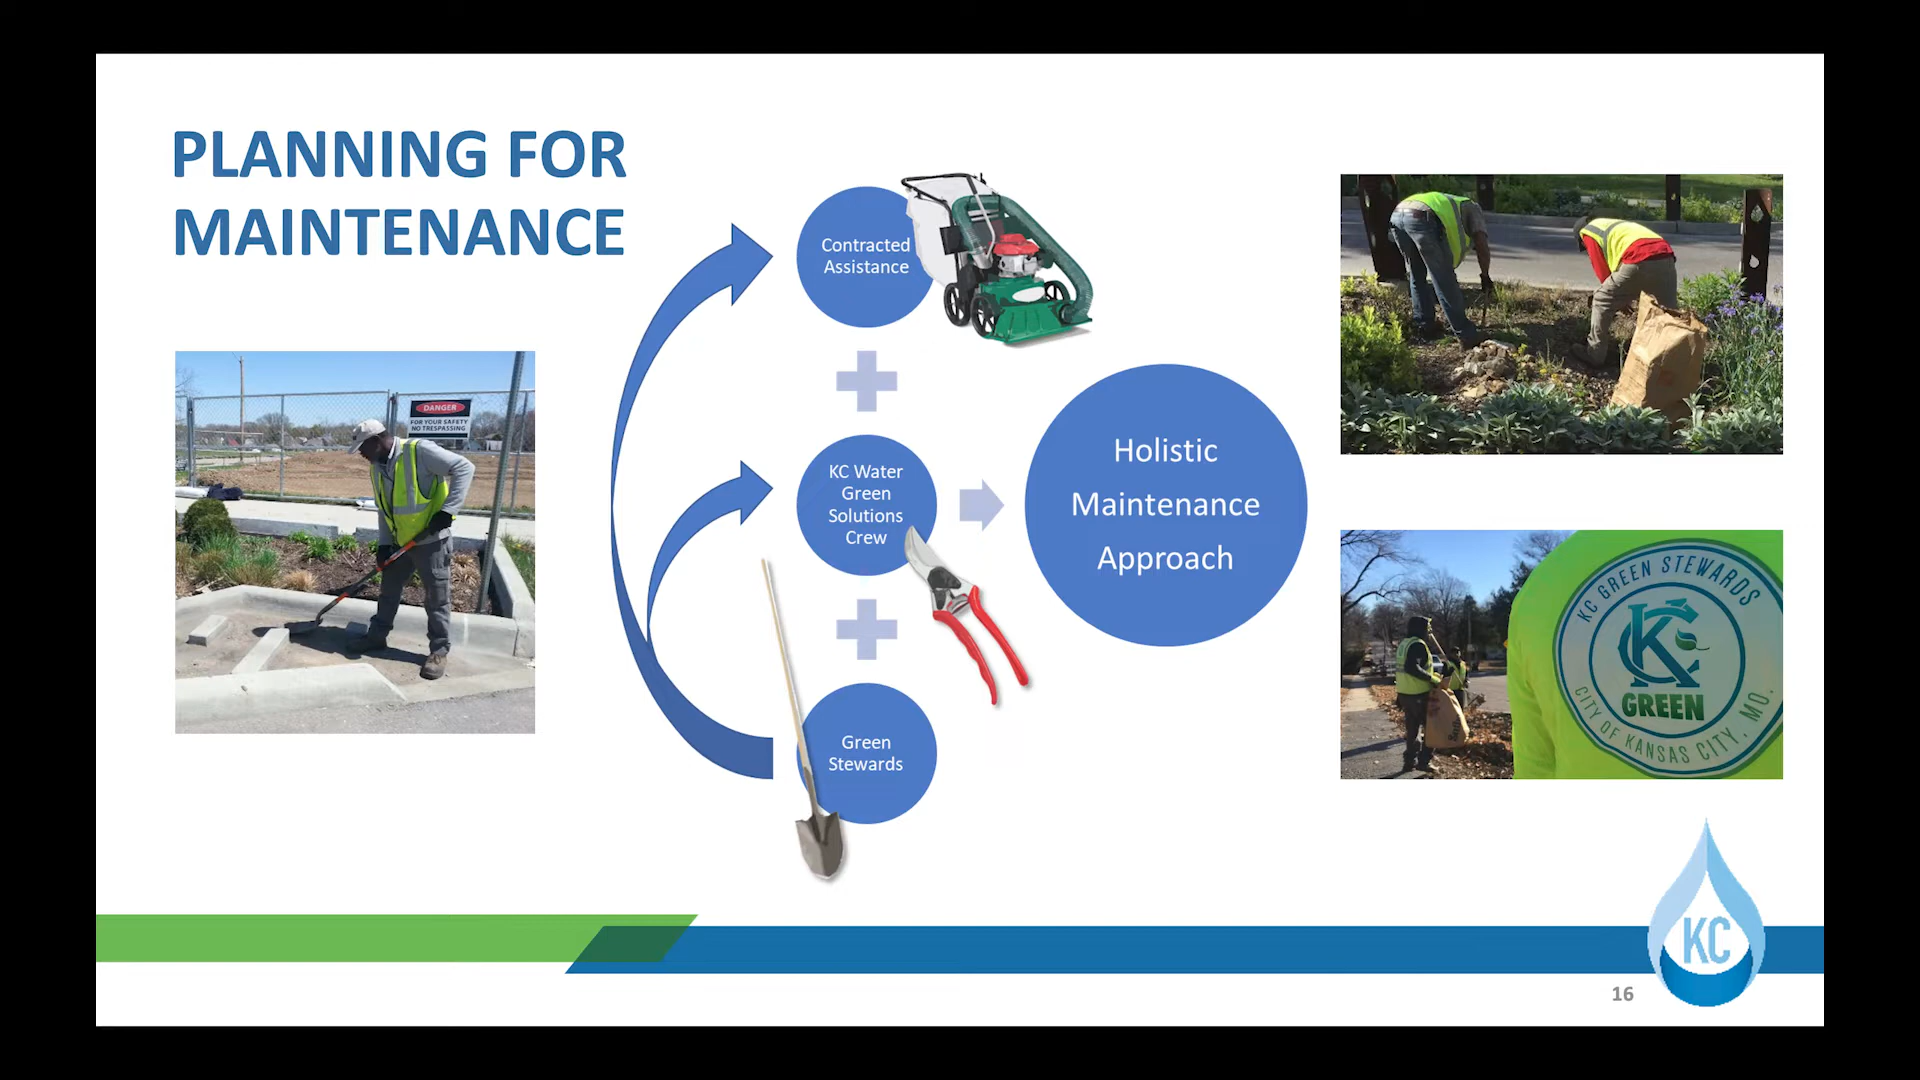 PLANNING FOR
MAINTENANCE
DANGER
FOR YOUR SAFETY
NO TRESPASSING
Contracted
Assistance
KC Water
Green
Solutions
Crew
Green
Stewards
Holistic
Maintenance
Approach
KC GREEN STEWARDS
KC
GREEN
CITY OF KANSAS CITY, MO.
KC
16